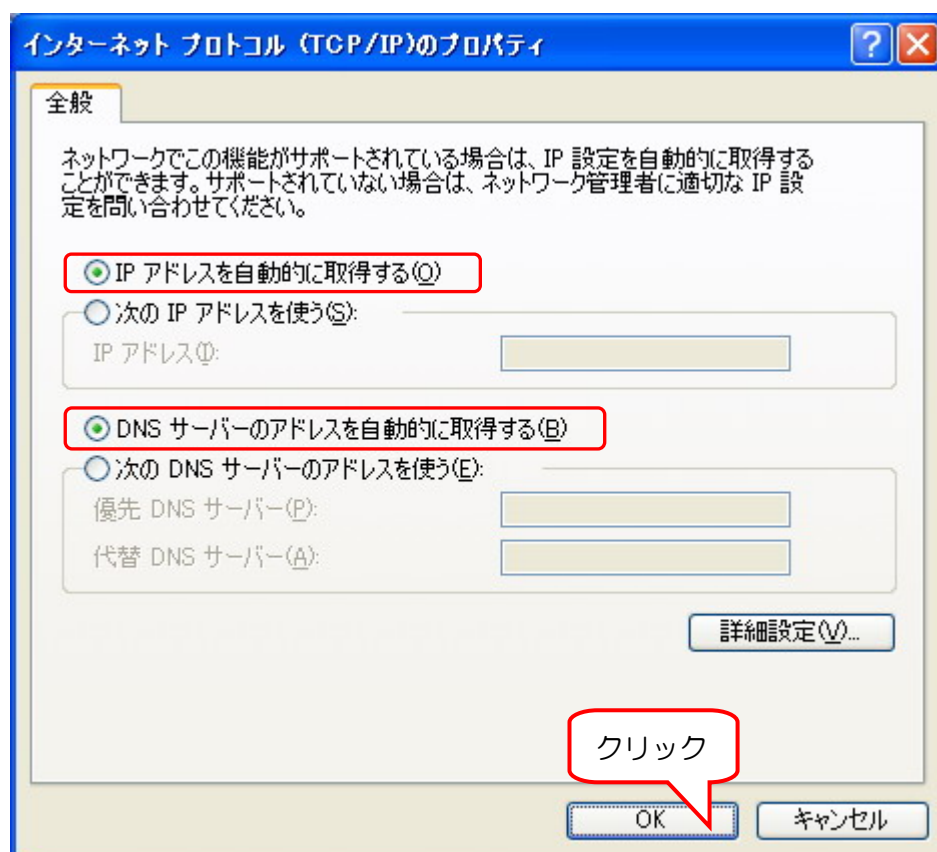 インターネット プロトコル (TCP/IP)のプロパティ
全般
ネットワークでこの機能がサポートされている場合は、IP 設定を自動的に取得する
ことができます。サポートされていない場合は、ネットワーク管理者に適切な IP 設
定を問い合わせてください。
IP アドレスを自動的に取得する(O)
次の IP アドレスを使う(S):
IP アドレス(I):
DNS サーバーのアドレスを自動的に取得する(B)
次の DNS サーバーのアドレスを使う(E):
優先 DNS サーバー(P):
代替 DNS サーバー(A):
詳細設定(V)...
クリック
OK
キャンセル